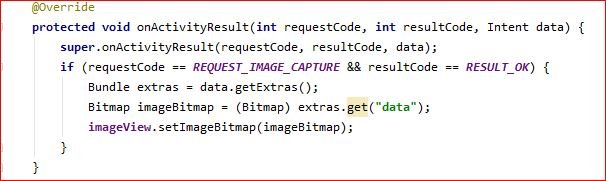 @Override
protected void onActivityResult(int requestCode, int resultCode, Intent data) {
    super.onActivityResult(requestCode, resultCode, data);
    if (requestCode == REQUEST_IMAGE_CAPTURE && resultCode == RESULT_OK) {
        Bundle extras = data.getExtras();
        Bitmap imageBitmap = (Bitmap) extras.get("data");
        imageView.setImageBitmap(imageBitmap);
    }
}